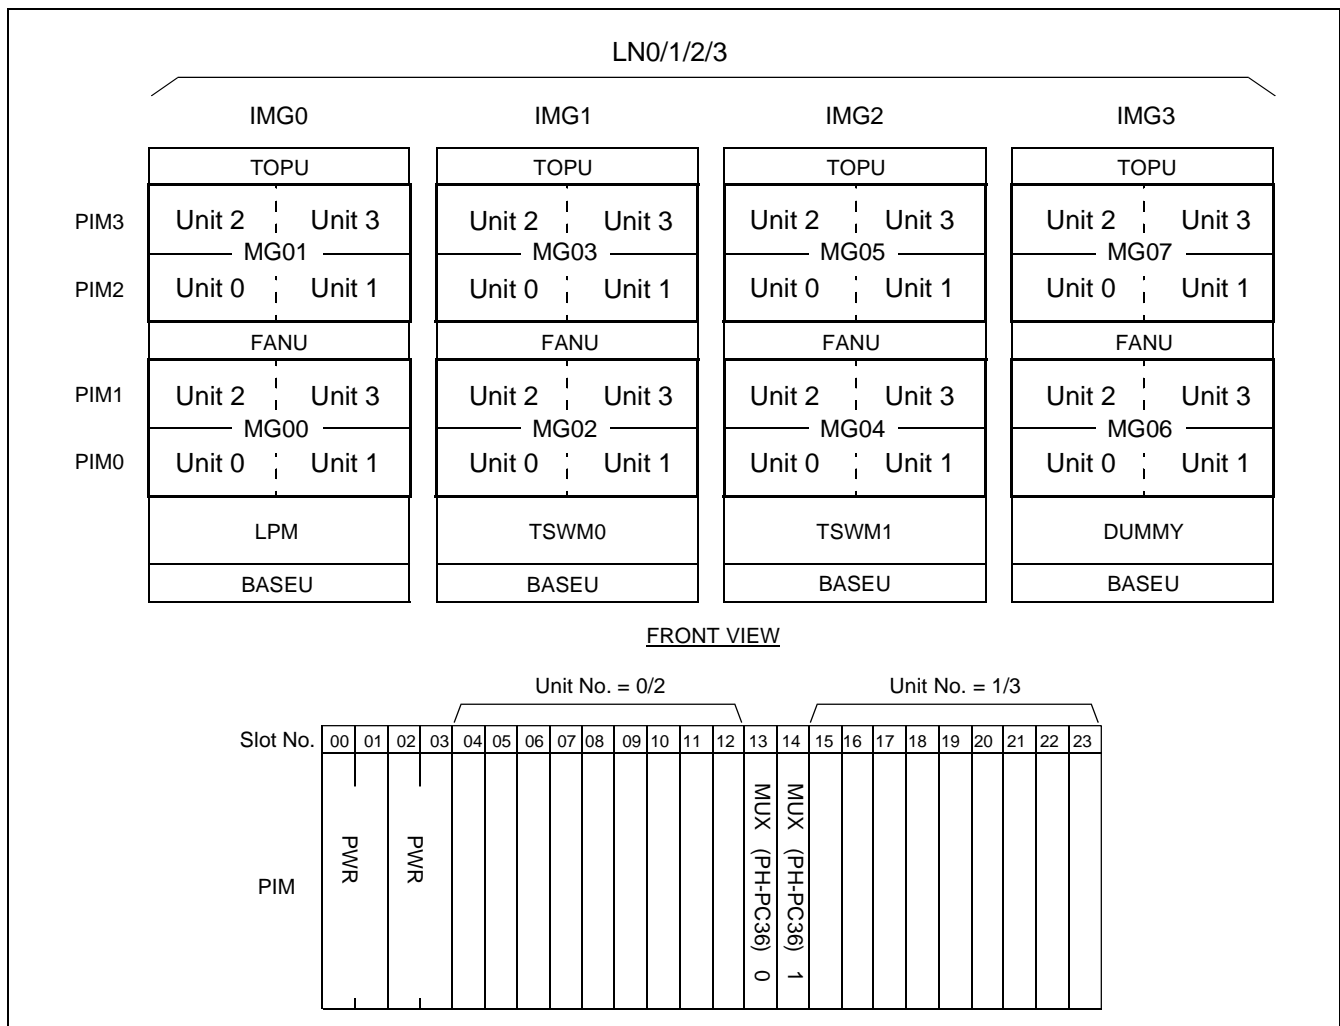 LN0/1/2/3
IMG0 IMG1 IMG2 IMG3
TOPU TOPU TOPU TOPU
PIM3 Unit 2 Unit 3 Unit 2 Unit 3 Unit 2 Unit 3 Unit 2 Unit 3
MG01 MG03 MG05 MG07
PIM2 Unit 0 Unit 1 Unit 0 Unit 1 Unit 0 Unit 1 Unit 0 Unit 1
FANU FANU FANU FANU
PIM1 Unit 2 Unit 3 Unit 2 Unit 3 Unit 2 Unit 3 Unit 2 Unit 3
MG00 MG02 MG04 MG06
PIM0 Unit 0 Unit 1 Unit 0 Unit 1 Unit 0 Unit 1 Unit 0 Unit 1
LPM TSWM0 TSWM1 DUMMY
BASEU BASEU BASEU BASEU
FRONT VIEW
Unit No. = 0/2 Unit No. = 1/3
Slot No. 00 01 02 03 04 05 06 07 08 09 10 11 12 13 14 15 16 17 18 19 20 21 22 23
PIM
PWR
PWR
MUX (PH-PC36) 0
MUX (PH-PC36) 1